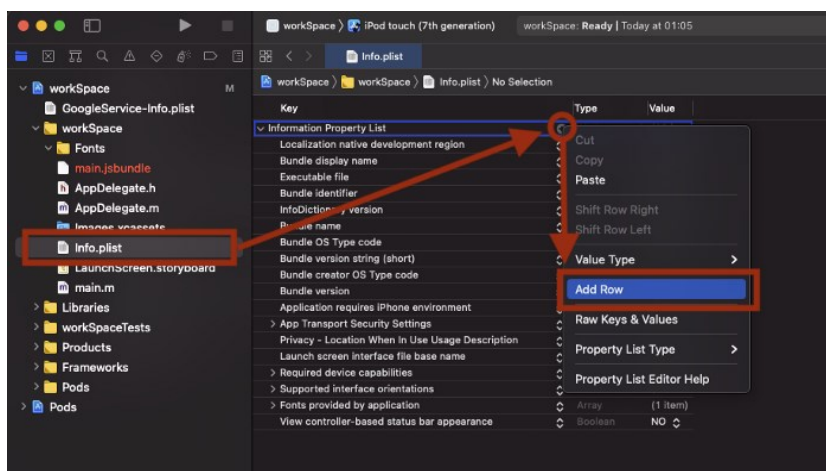 workSpace 〉 iPod touch (7th generation)
workSpace: Ready | Today at 01:05
Info.plist
workSpace 〉 workSpace 〉 Info.plist 〉 No Selection
workSpace M
GoogleService-Info.plist
workSpace
Fonts
main.jsbundle
AppDelegate.h
AppDelegate.m
Images.xcassets
Info.plist
LaunchScreen.storyboard
main.m
Libraries
workSpaceTests
Products
Frameworks
Pods
Pods
Key Type Value
Information Property List
Localization native development region
Bundle display name
Executable file
Bundle identifier
InfoDictionary version
Bundle name
Bundle OS Type code
Bundle version string (short)
Bundle creator OS Type code
Bundle version
Application requires iPhone environment
App Transport Security Settings
Privacy - Location When In Use Usage Description
Launch screen interface file base name
Required device capabilities
Supported interface orientations
Fonts provided by application Array (1 item)
View controller-based status bar appearance Boolean NO
Cut
Copy
Paste
Shift Row Right
Shift Row Left
Value Type
Add Row
Raw Keys & Values
Property List Type
Property List Editor Help